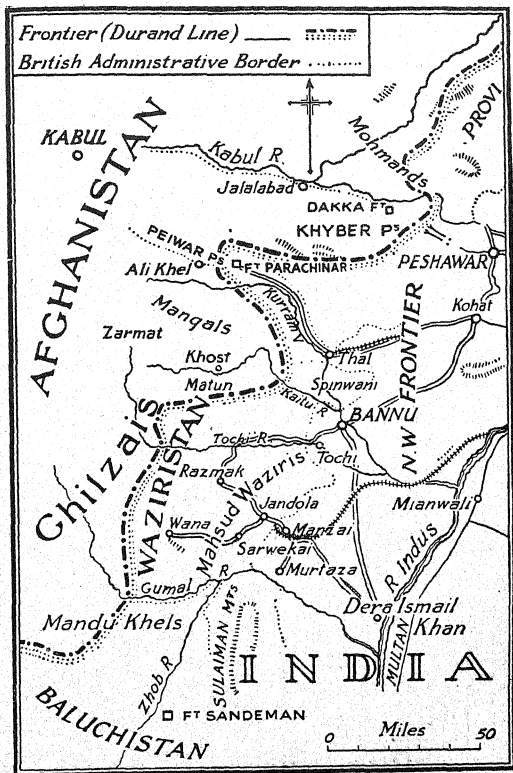 Frontier (Durand Line)
British Administrative Border
PROVI
KABUL
Kabul R.
Mohmands
AFGHANISTAN
Jalalabad
DAKKA FT
KHYBER PS
PEIWAR PS
PESHAWAR
Ali Khel
FT PARACHINAR
Kurram V
Mangals
Kohat
Zarmat
Thal
N.W FRONTIER
Khost
Matun
Spinwani
Kaitu R
BANNU
Ghilzais
WAZIRISTAN
Tochi R
Tochi
Razmak
Mahsud Waziris
Mianwali
Jandola
Wana
Manzai
Sarwekai
R Indus
Murtaza
Gumal R
Dera Ismail
Khan
Mandu Khels
MULTAN
SULAIMAN MTS
INDIA
Zhob R
FT SANDEMAN
BALUCHISTAN
0 Miles 50